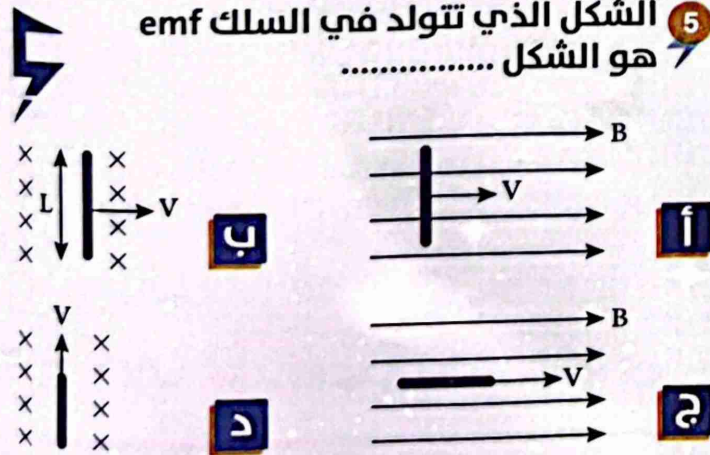 5 الشكل الذي تتولد في السلك emf
هو الشكل ................
B
V
أ
× ×
× ×
× ×
× ×
L
V
ب
B
V
ج
V
× ×
× ×
× ×
× ×
د